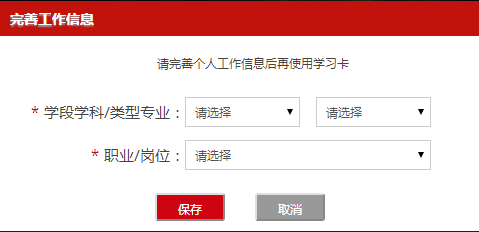 完善工作信息
请完善个人工作信息后再使用学习卡
* 学段学科/类型专业： 请选择 请选择
* 职业/岗位： 请选择
保存 取消